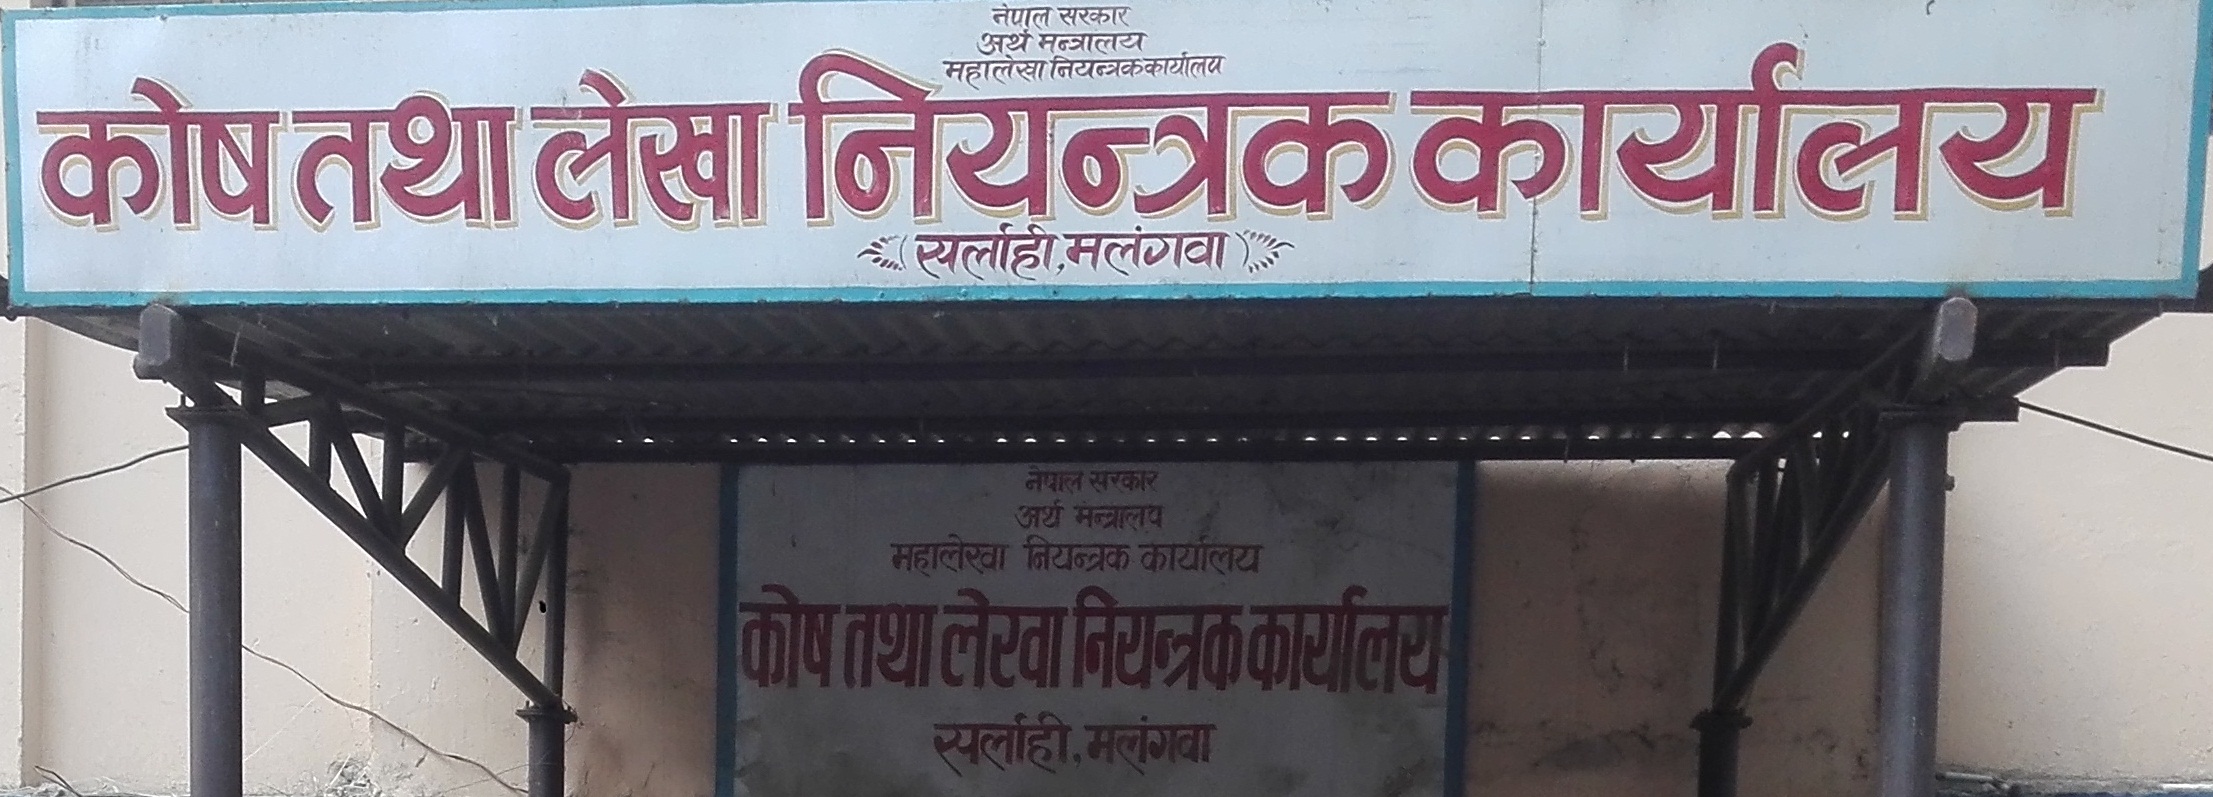 नेपाल सरकार
अर्थ मन्त्रालय
महालेखा नियन्त्रक कार्यालय
कोष तथा लेखा नियन्त्रक कार्यालय
(सर्लाही, मलंगवा)
नेपाल सरकार
अर्थ मन्त्रालय
महालेखा नियन्त्रक कार्यालय
कोष तथा लेखा नियन्त्रक कार्यालय
सर्लाही, मलंगवा